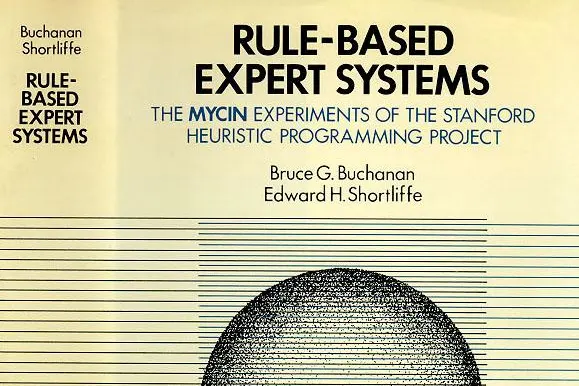 Buchanan
Shortliffe
RULE-
BASED
EXPERT
SYSTEMS
RULE-BASED
EXPERT SYSTEMS
THE MYCIN EXPERIMENTS OF THE STANFORD
HEURISTIC PROGRAMMING PROJECT
Bruce G. Buchanan
Edward H. Shortliffe